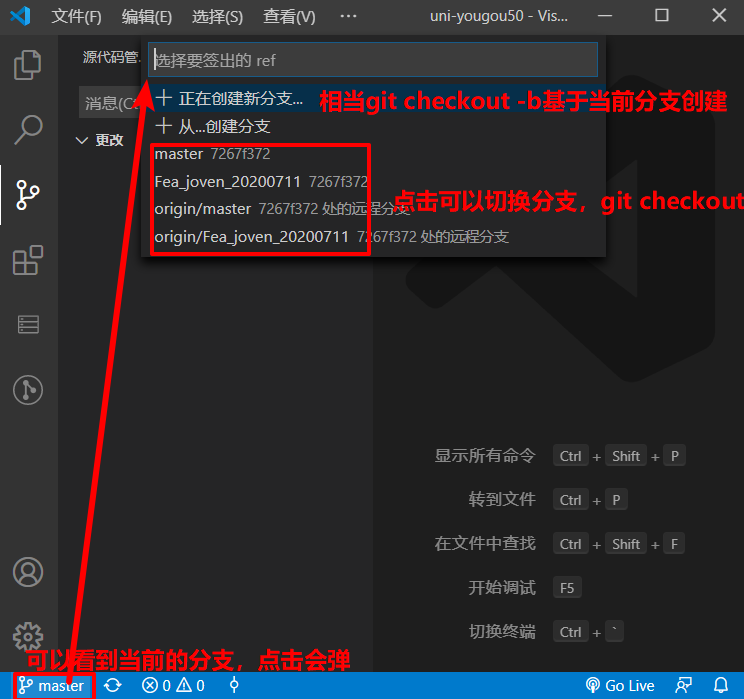 文件(F) 编辑(E) 选择(S) 查看(V) ··· uni-yougou50 - Vis...
源代码管
选择要签出的 ref
消息(Ct
正在创建新分支...
相当git checkout -b基于当前分支创建
从...创建分支
更改
master 7267f372
Fea_joven_20200711 7267f372
点击可以切换分支，git checkout
origin/master 7267f372 处的远程分支
origin/Fea_joven_20200711 7267f372 处的远程分支
显示所有命令 Ctrl + Shift + P
转到文件 Ctrl + P
在文件中查找 Ctrl + Shift + F
开始调试 F5
切换终端 Ctrl + `
可以看到当前的分支，点击会弹
master 0 0 Go Live